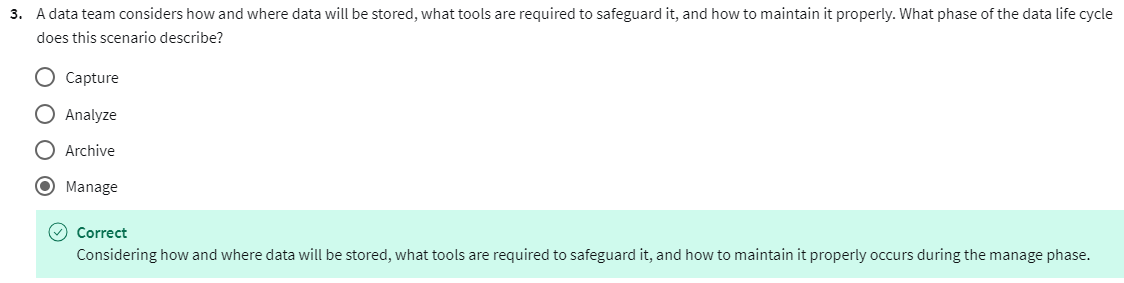 3. A data team considers how and where data will be stored, what tools are required to safeguard it, and how to maintain it properly. What phase of the data life cycle
does this scenario describe?
Capture
Analyze
Archive
Manage
Correct
Considering how and where data will be stored, what tools are required to safeguard it, and how to maintain it properly occurs during the manage phase.